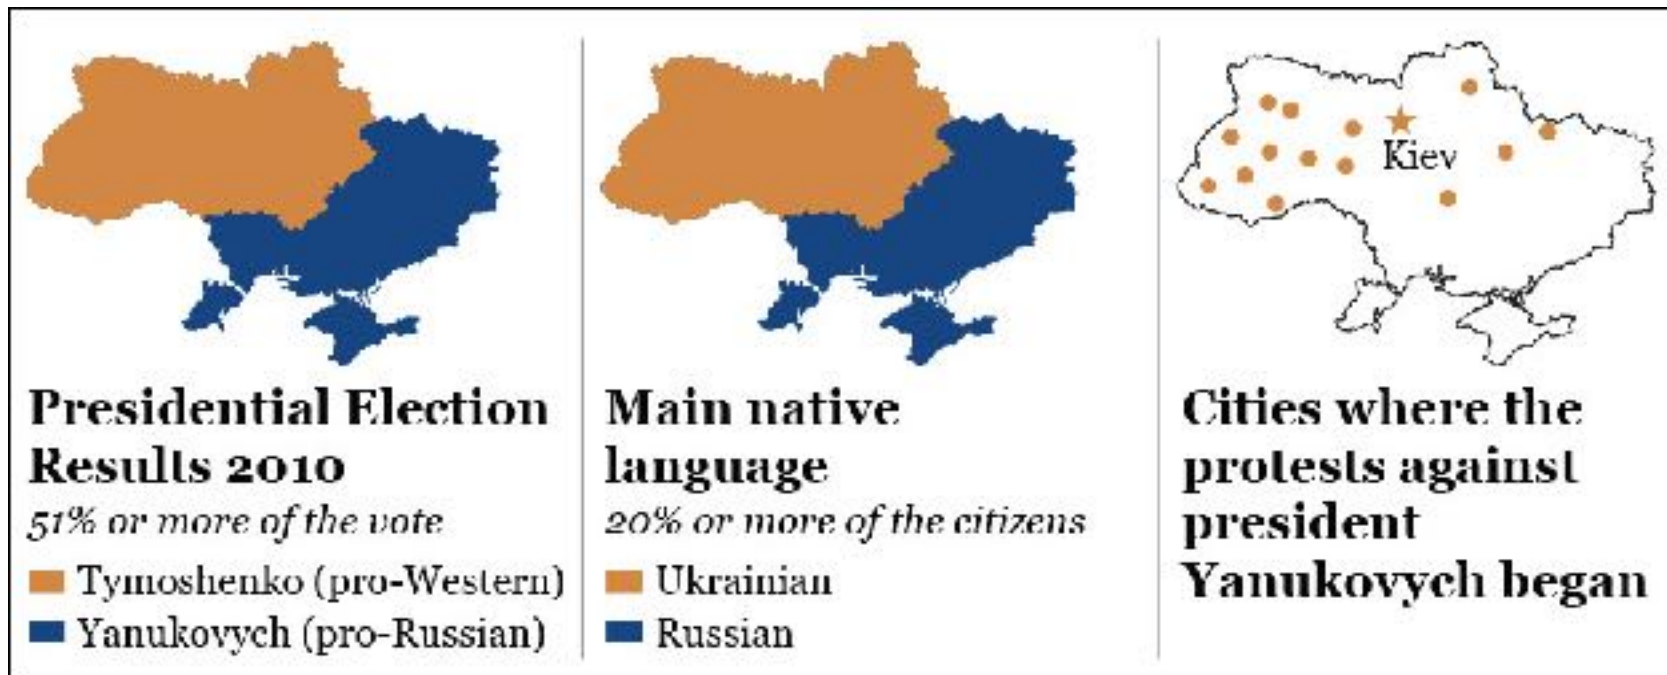 Kiev
Presidential Election
Results 2010
51% or more of the vote
Tymoshenko (pro-Western)
Yanukovych (pro-Russian)
Main native
language
20% or more of the citizens
Ukrainian
Russian
Cities where the
protests against
president
Yanukovych began